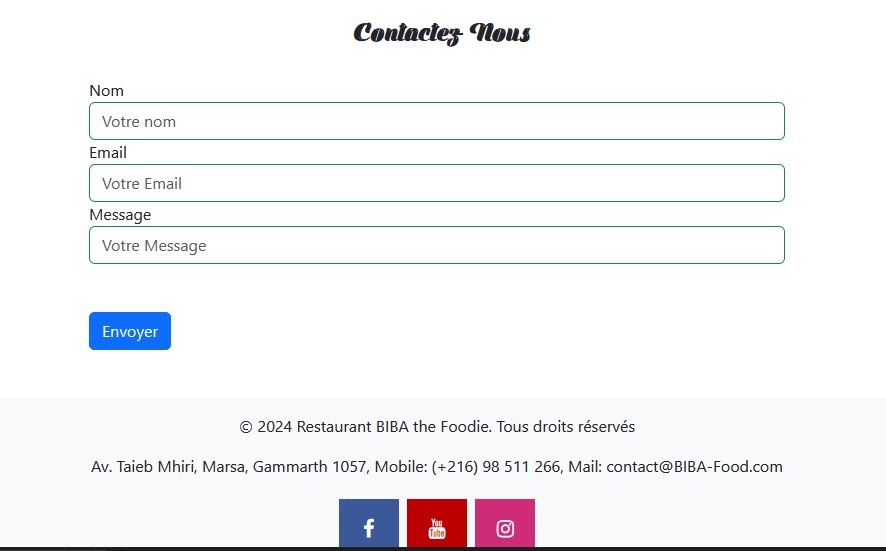 Contactez Nous
Nom
Votre nom
Email
Votre Email
Message
Votre Message
Envoyer
© 2024 Restaurant BIBA the Foodie. Tous droits réservés
Av. Taieb Mhiri, Marsa, Gammarth 1057, Mobile: (+216) 98 511 266, Mail: contact@BIBA-Food.com
You
Tube